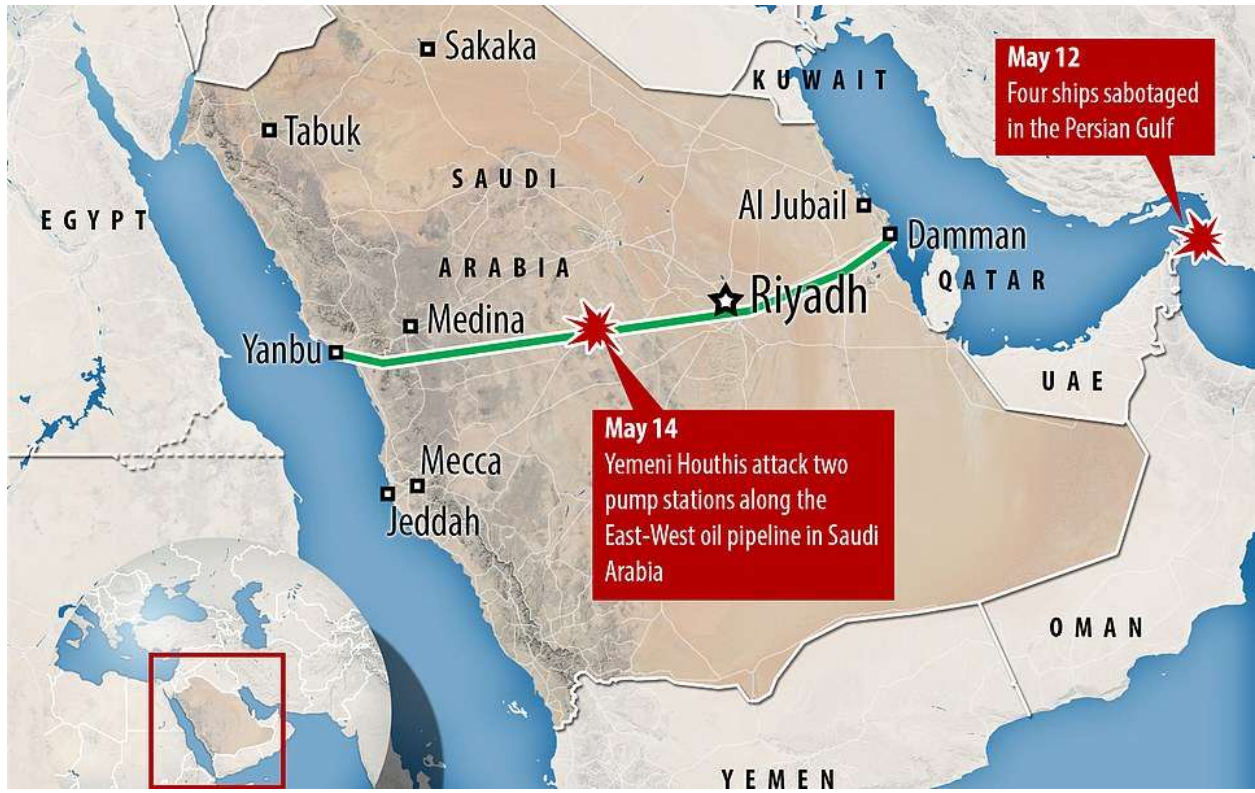 Sakaka
KUWAIT
May 12
Four ships sabotaged
in the Persian Gulf
Tabuk
SAUDI
EGYPT
Al Jubail
Damman
ARABIA
QATAR
Riyadh
Medina
Yanbu
UAE
May 14
Yemeni Houthis attack two
pump stations along the
East-West oil pipeline in Saudi
Arabia
Mecca
Jeddah
OMAN
YEMEN